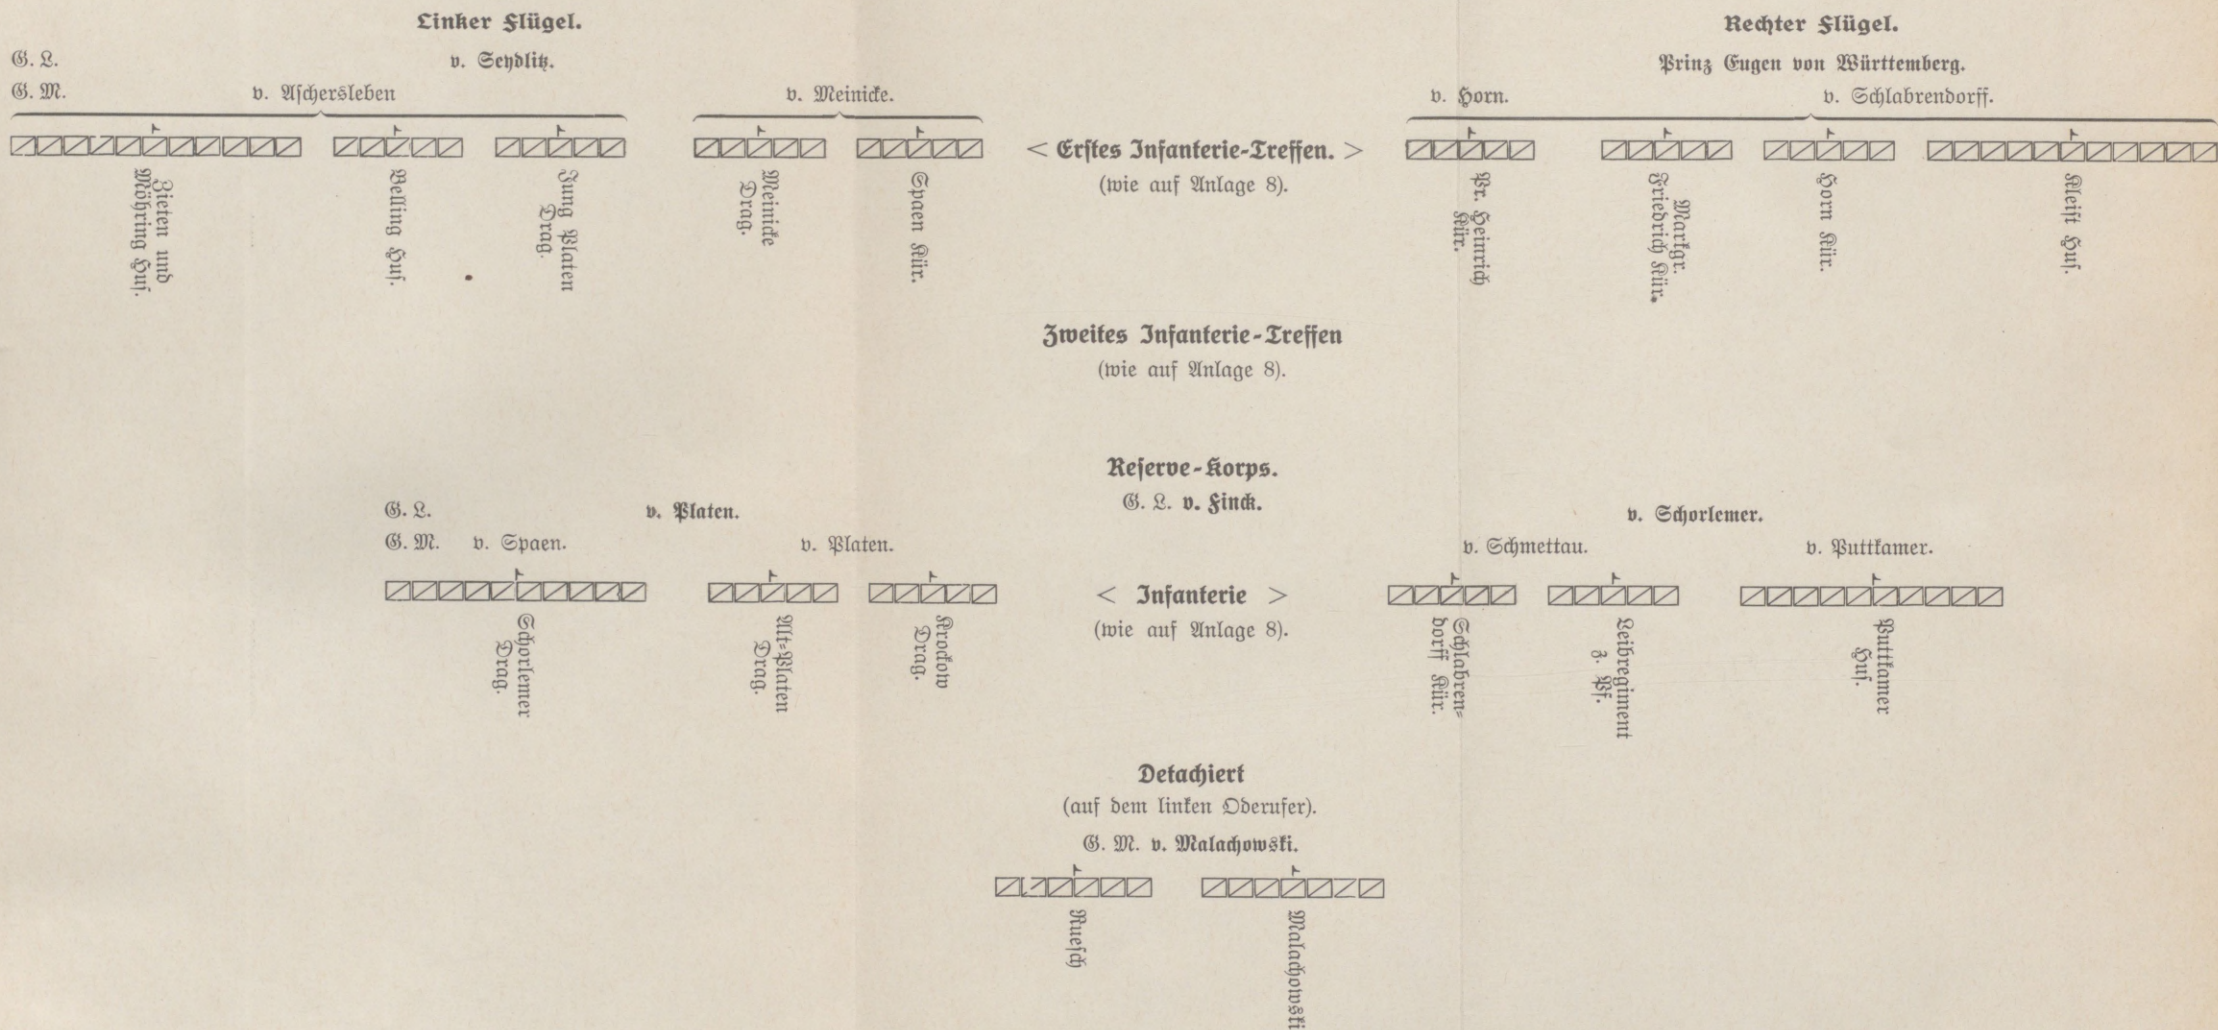 Linker Flügel.
G. L. v. Seydlitz.
G. M. v. Aschersleben v. Meinicke.
Zieten und
Möhring Hus.
Belling Hus.
Jung Platen
Drag.
Meinicke
Drag.
Spaen Kür.
< Erstes Infanterie-Treffen. >
(wie auf Anlage 8).
Rechter Flügel.
Prinz Eugen von Württemberg.
v. Horn. v. Schlabrendorff.
Pr. Heinrich
Kür.
Markgr.
Friedrich Kür.
Horn Kür.
Kleist Hus.
Zweites Infanterie-Treffen
(wie auf Anlage 8).
Reserve-Korps.
G. L. v. Finck.
G. L. v. Platen.
G. M. v. Spaen. v. Platen.
Schorlemer
Drag.
Alt-Platen
Drag.
Krockow
Drag.
< Infanterie >
(wie auf Anlage 8).
v. Schorlemer.
v. Schmettau. v. Puttkamer.
Schlabren-
dorff Kür.
Leibregiment
z. Pf.
Puttkamer
Hus.
Detachiert
(auf dem linken Oderufer).
G. M. v. Malachowski.
Ruesch
Malachowski